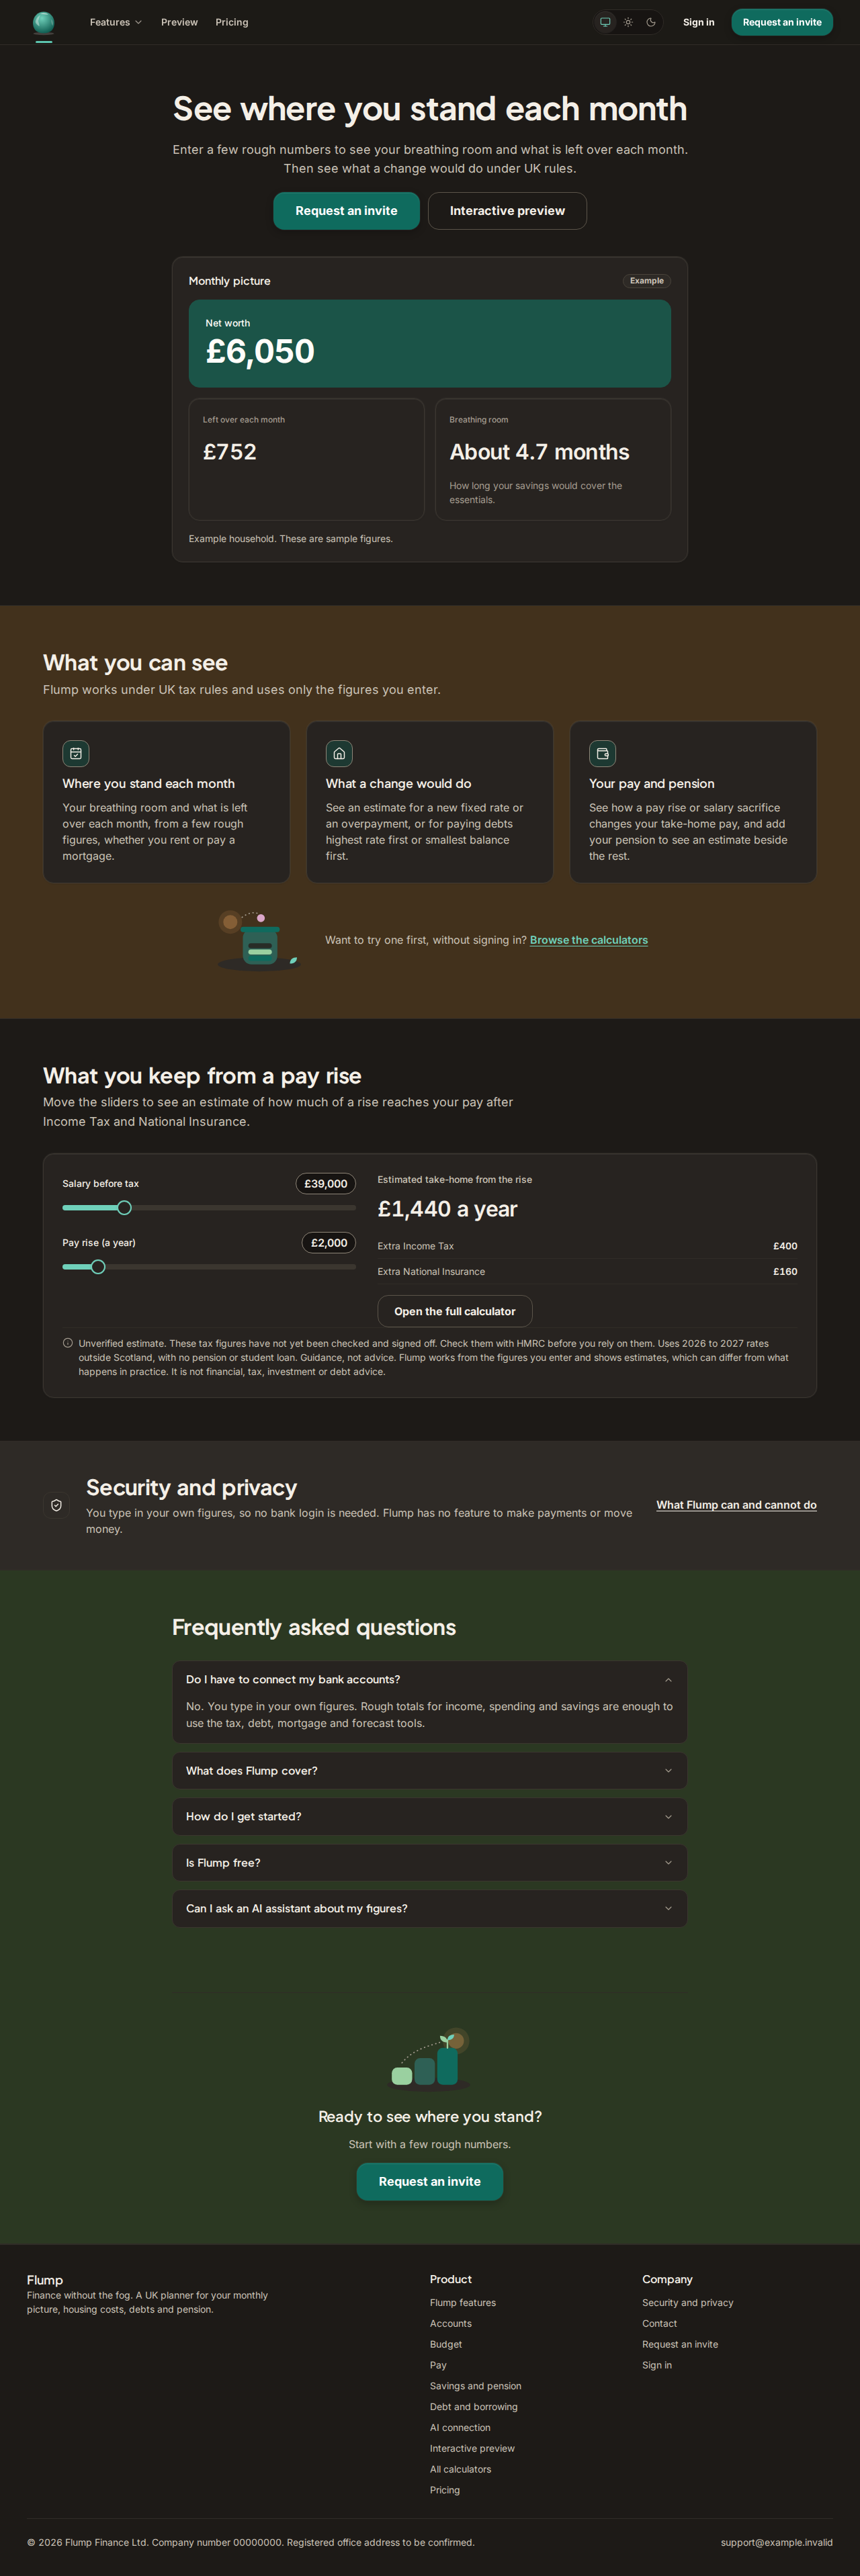 Features
Preview
Pricing
Sign in
Request an invite
See where you stand each month
Enter a few rough numbers to see your breathing room and what is left over each month.
Then see what a change would do under UK rules.
Request an invite
Interactive preview
Monthly picture
Example
Net worth
£6,050
Left over each month
£752
Breathing room
About 4.7 months
How long your savings would cover the
essentials.
Example household. These are sample figures.
What you can see
Flump works under UK tax rules and uses only the figures you enter.
Where you stand each month
Your breathing room and what is left
over each month, from a few rough
figures, whether you rent or pay a
mortgage.
What a change would do
See an estimate for a new fixed rate or
an overpayment, or for paying debts
highest rate first or smallest balance
first.
Your pay and pension
See how a pay rise or salary sacrifice
changes your take-home pay, and add
your pension to see an estimate beside
the rest.
Want to try one first, without signing in? Browse the calculators
What you keep from a pay rise
Move the sliders to see an estimate of how much of a rise reaches your pay after
Income Tax and National Insurance.
Salary before tax
£39,000
Pay rise (a year)
£2,000
Estimated take-home from the rise
£1,440 a year
Extra Income Tax
£400
Extra National Insurance
£160
Open the full calculator
Unverified estimate. These tax figures have not yet been checked and signed off. Check them with HMRC before you rely on them. Uses 2026 to 2027 rates
outside Scotland, with no pension or student loan. Guidance, not advice. Flump works from the figures you enter and shows estimates, which can differ from what
happens in practice. It is not financial, tax, investment or debt advice.
Security and privacy
You type in your own figures, so no bank login is needed. Flump has no feature to make payments or move
money.
What Flump can and cannot do
Frequently asked questions
Do I have to connect my bank accounts?
No. You type in your own figures. Rough totals for income, spending and savings are enough to
use the tax, debt, mortgage and forecast tools.
What does Flump cover?
How do I get started?
Is Flump free?
Can I ask an AI assistant about my figures?
Ready to see where you stand?
Start with a few rough numbers.
Request an invite
Flump
Finance without the fog. A UK planner for your monthly
picture, housing costs, debts and pension.
Product
Flump features
Accounts
Budget
Pay
Savings and pension
Debt and borrowing
AI connection
Interactive preview
All calculators
Pricing
Company
Security and privacy
Contact
Request an invite
Sign in
© 2026 Flump Finance Ltd. Company number 00000000. Registered office address to be confirmed.
support@example.invalid